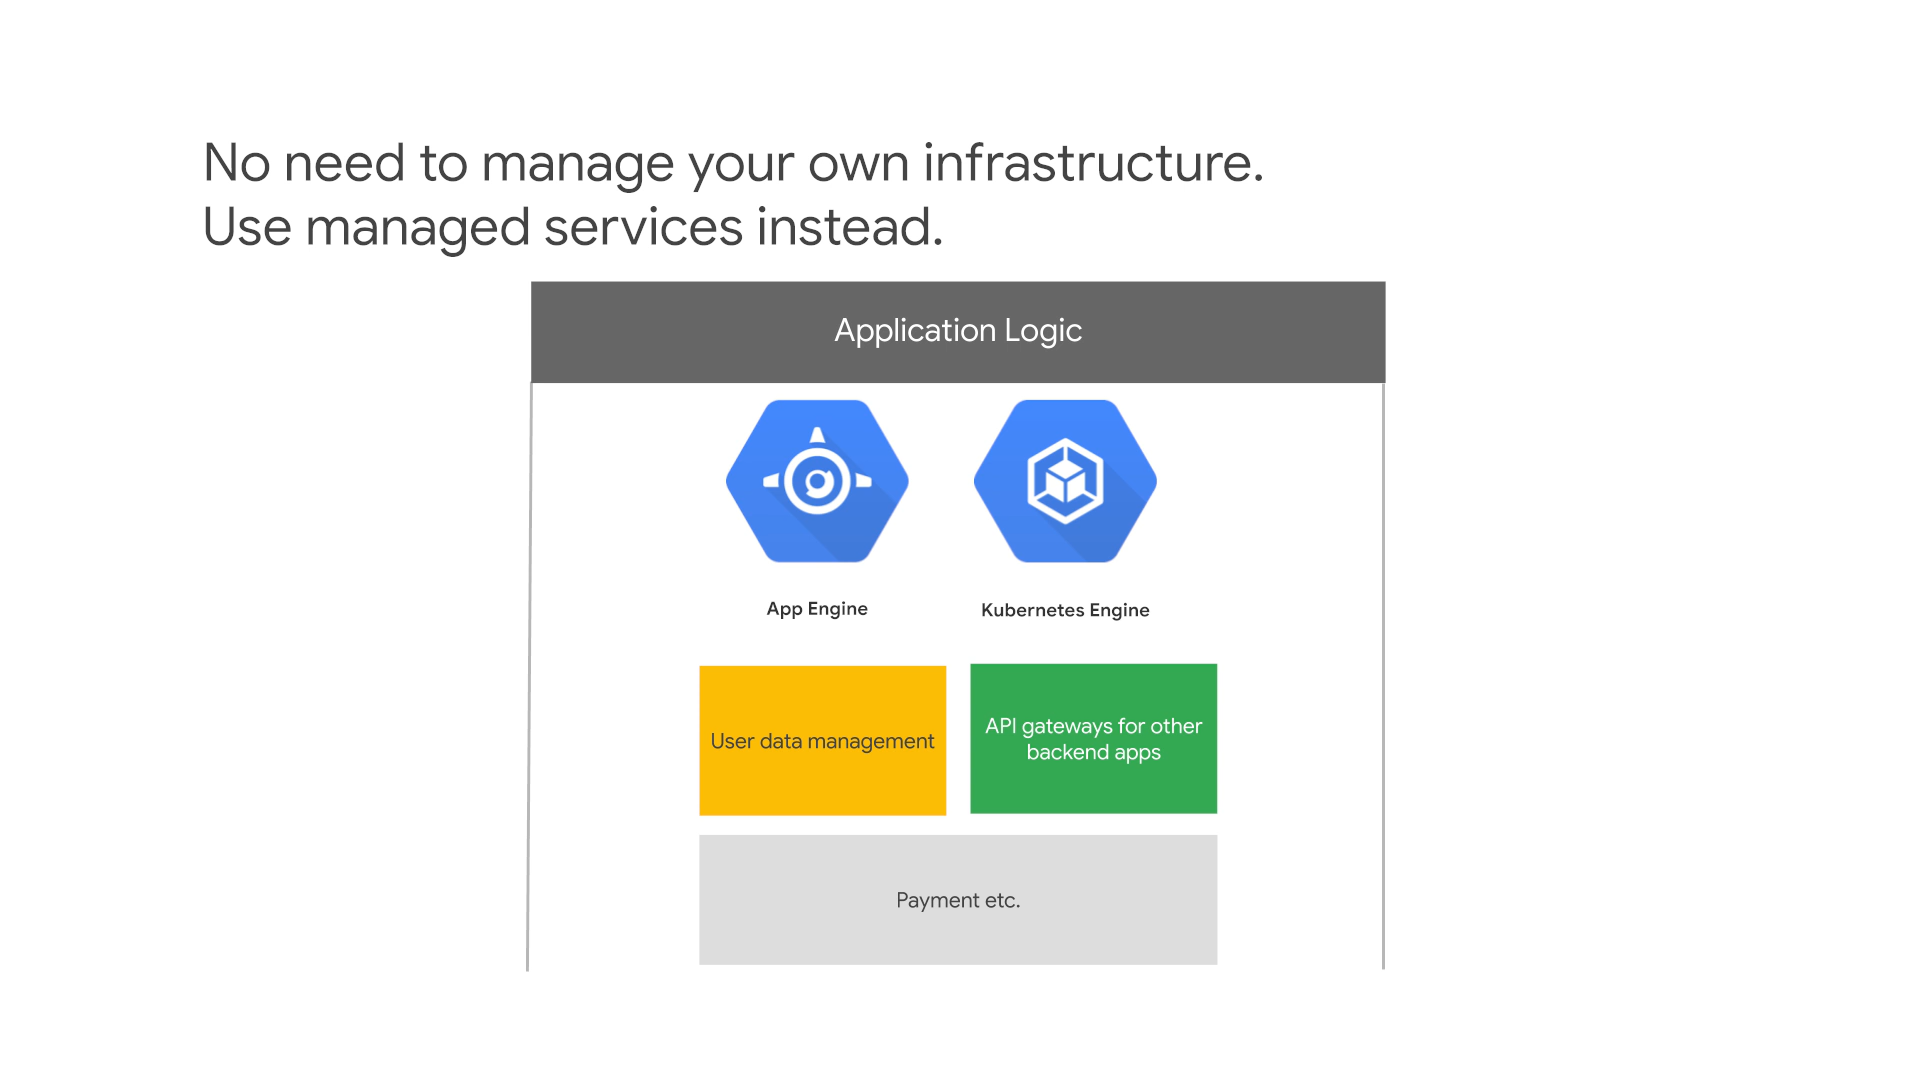 No need to manage your own infrastructure.
Use managed services instead.
Application Logic
App Engine
Kubernetes Engine
User data management
API gateways for other
backend apps
Payment etc.